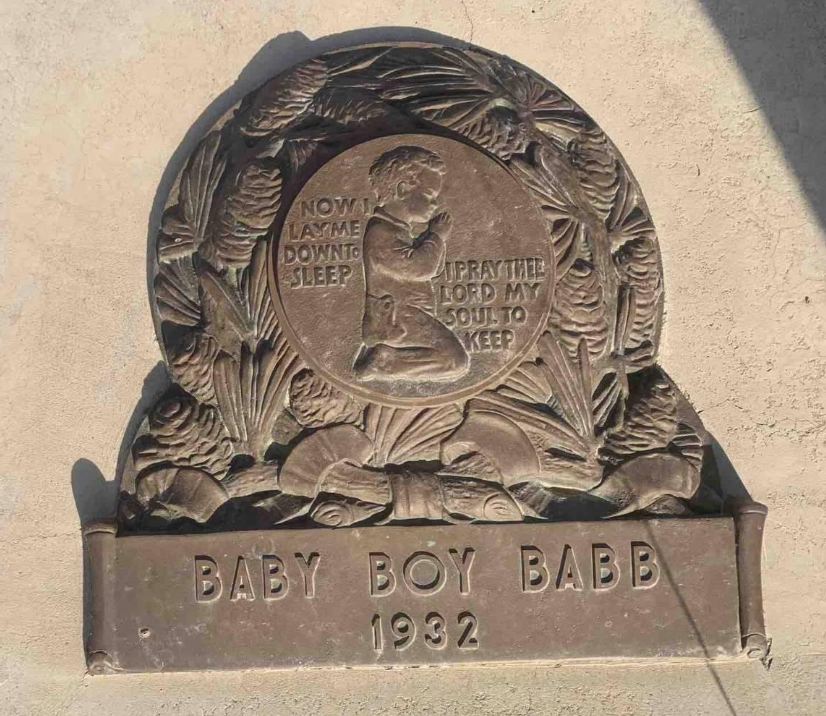 NOW I
LAY ME
DOWN To
SLEEP
I PRAY THEE
LORD MY
SOUL TO
KEEP
BABY BOY BABB
1932